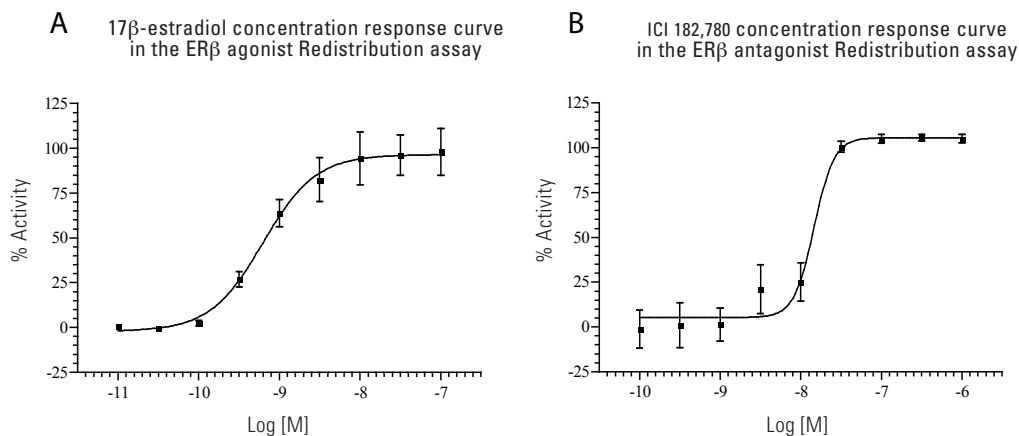 A
17β-estradiol concentration response curve
in the ERβ agonist Redistribution assay
125
100
75
50
25
0
-25
% Activity
-11
-10
-9
-8
-7
Log [M]
B
ICI 182,780 concentration response curve
in the ERβ antagonist Redistribution assay
125
100
75
50
25
0
-25
% Activity
-10
-9
-8
-7
-6
Log [M]